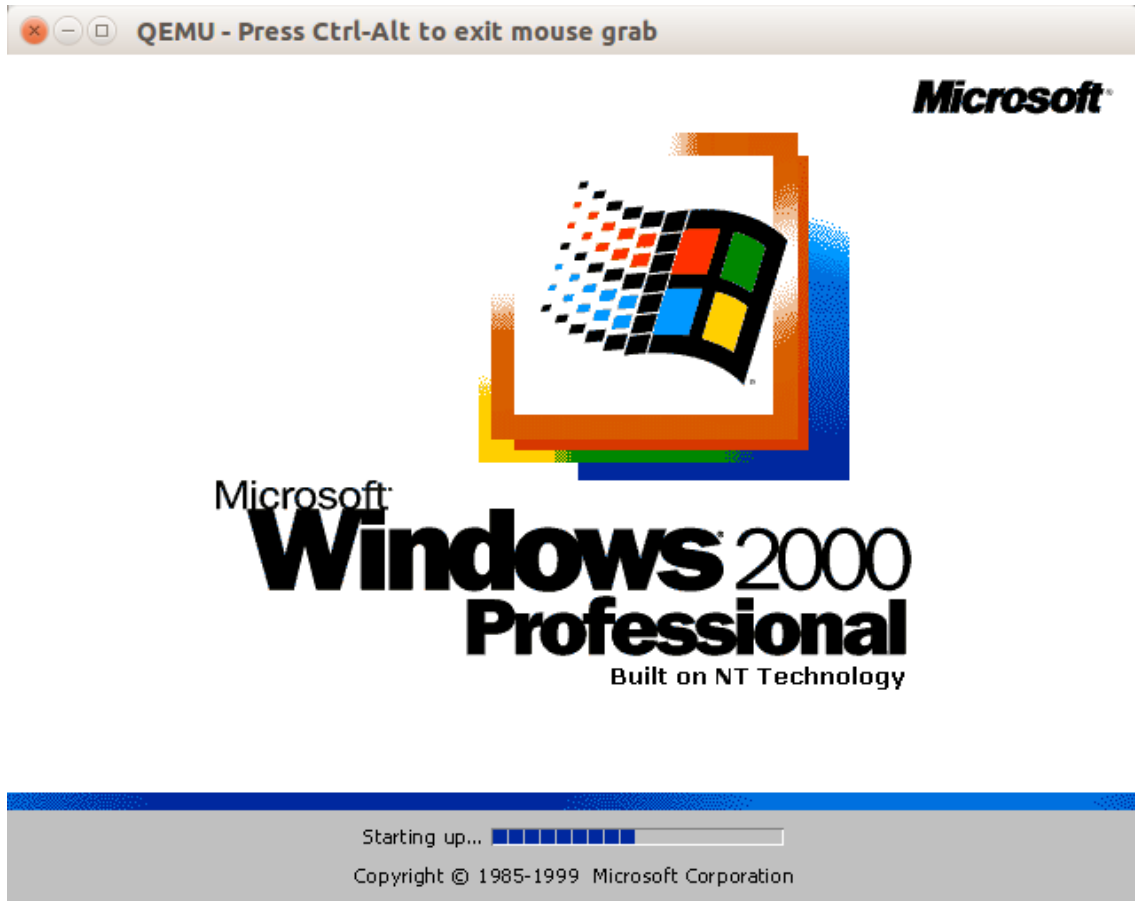 QEMU - Press Ctrl-Alt to exit mouse grab
Microsoft®
Microsoft
Windows® 2000
Professional
Built on NT Technology
Starting up...
Copyright © 1985-1999 Microsoft Corporation